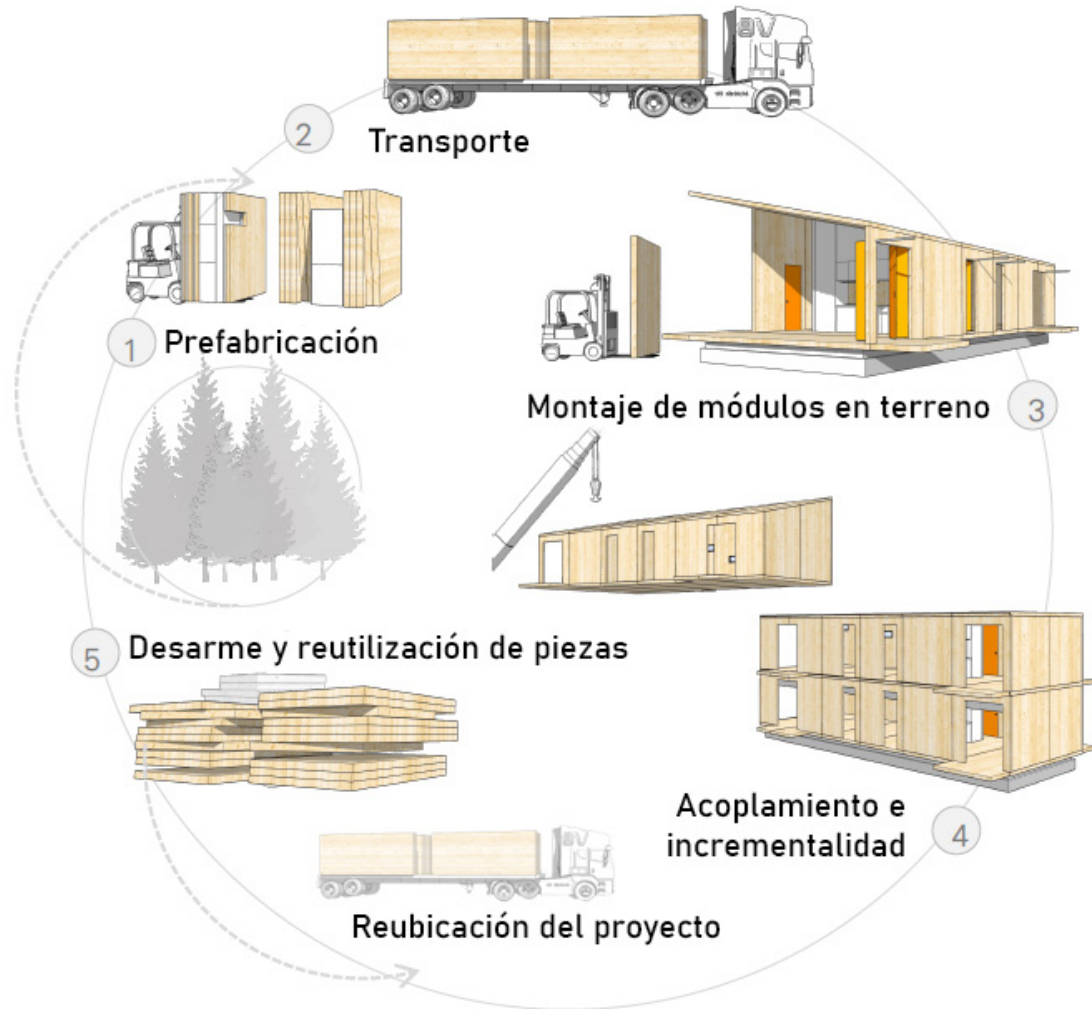 2
Transporte
1
Prefabricación
Montaje de módulos en terreno
3
5
Desarme y reutilización de piezas
Acoplamiento e
incrementalidad
4
Reubicación del proyecto